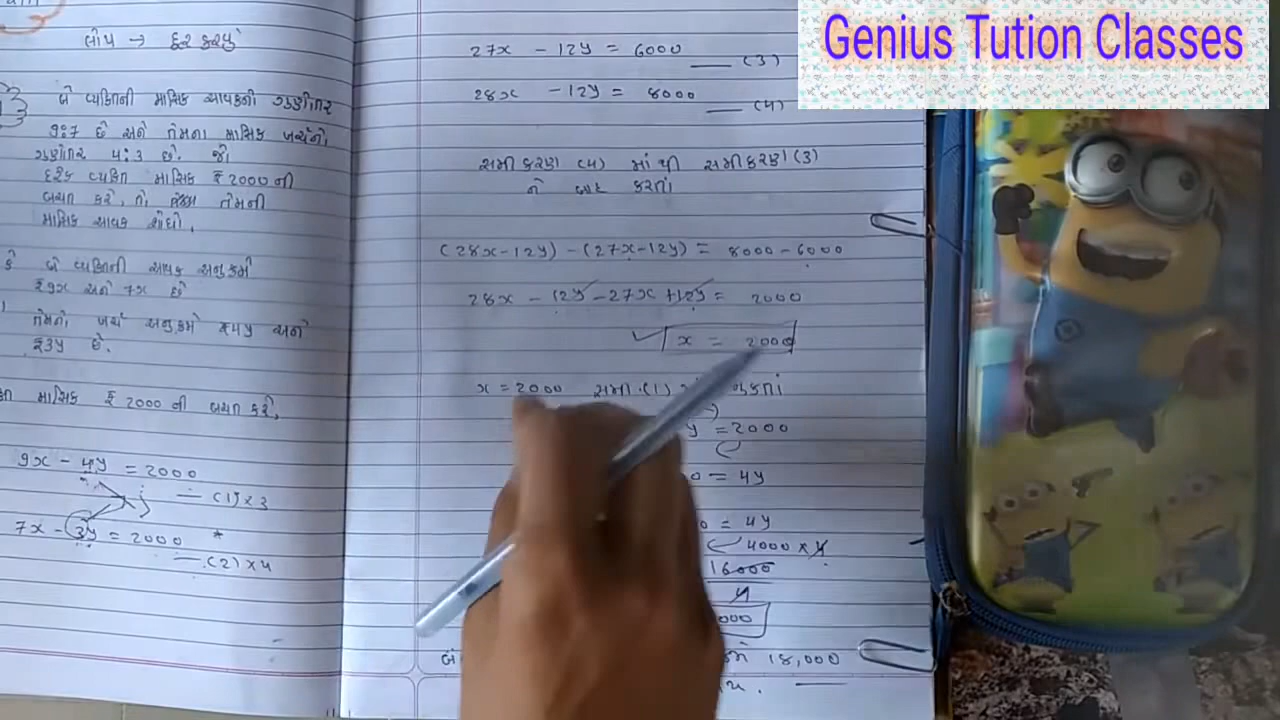 Genius Tution Classes
લોપ → દૂર કરવું
બે વ્યક્તિની માસિક આવકનો ગુણોત્તર
9:7 છે અને તેમના માસિક ખર્ચનો
ગુણોત્તર 4:3 છે. જો
દરેક વ્યક્તિ માસિક ₹ 2000 ની
બચત કરે, તો તેમની
માસિક આવક શોધો.
કે બે વ્યક્તિની આવક અનુક્રમે
₹9x અને 7x છે
તેમનો ખર્ચ અનુક્રમે ₹4y અને
₹3y છે.
માસિક ₹ 2000 ની બચત કરે,
9x - 4y = 2000
— (1)×3
7x - 3y = 2000 *
— (2)×4
27x - 12y = 6000
— (3)
28x - 12y = 8000
— (4)
સમીકરણ (4) માંથી સમીકરણ (3)
ને બાદ કરતાં
(28x-12y) - (27x-12y) = 8000 - 6000
28x - 12y - 27x + 12y = 2000
✓ x = 2000
x = 2000 સમી.(1) મૂકતાં
y = 2000
0 = 4y
0 = 4y
4000 × 4
16000
4
000
18,000